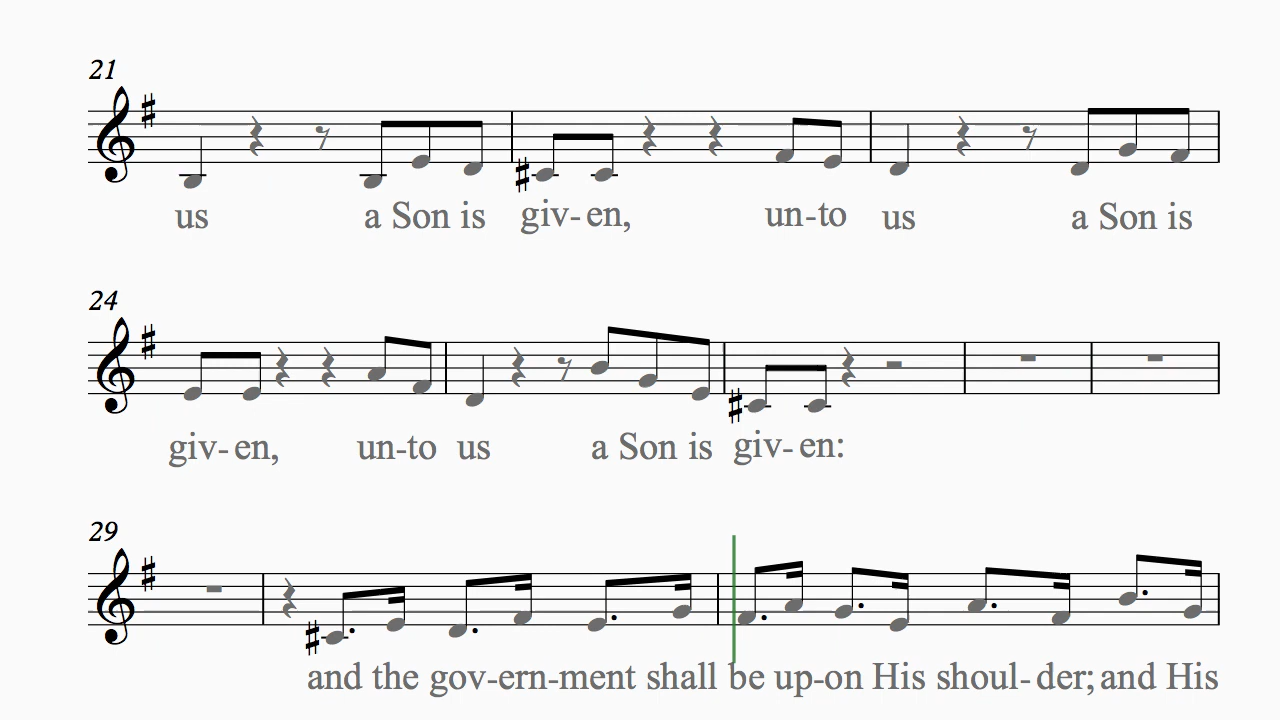 21
us a Son is giv- en, un-to us a Son is
24
giv- en, un-to us a Son is giv- en:
29
and the gov-ern-ment shall be up-on His shoul- der; and His